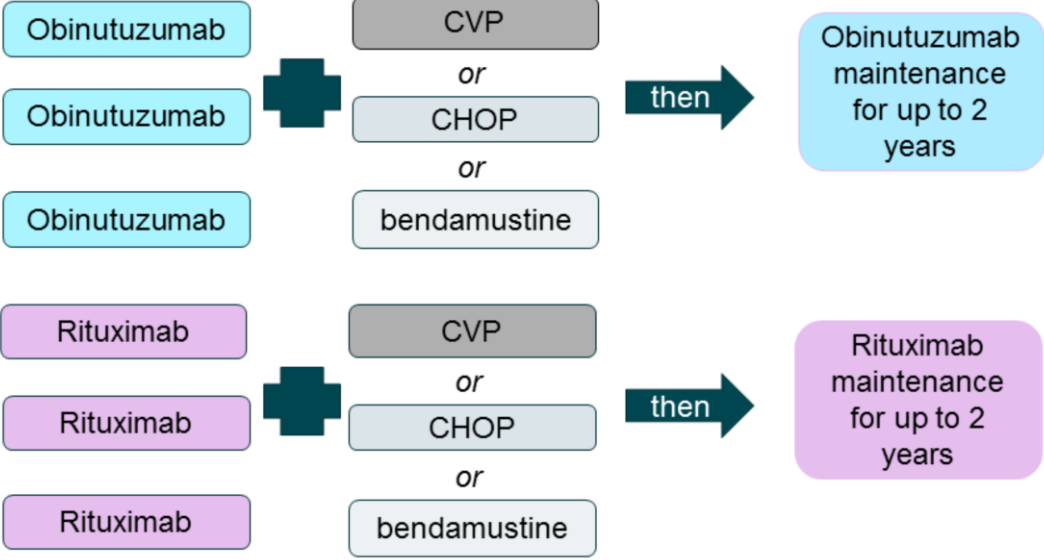 Obinutuzumab
CVP
or
Obinutuzumab
CHOP
or
Obinutuzumab
bendamustine
then
Obinutuzumab
maintenance
for up to 2
years
Rituximab
CVP
or
Rituximab
CHOP
or
Rituximab
bendamustine
then
Rituximab
maintenance
for up to 2
years